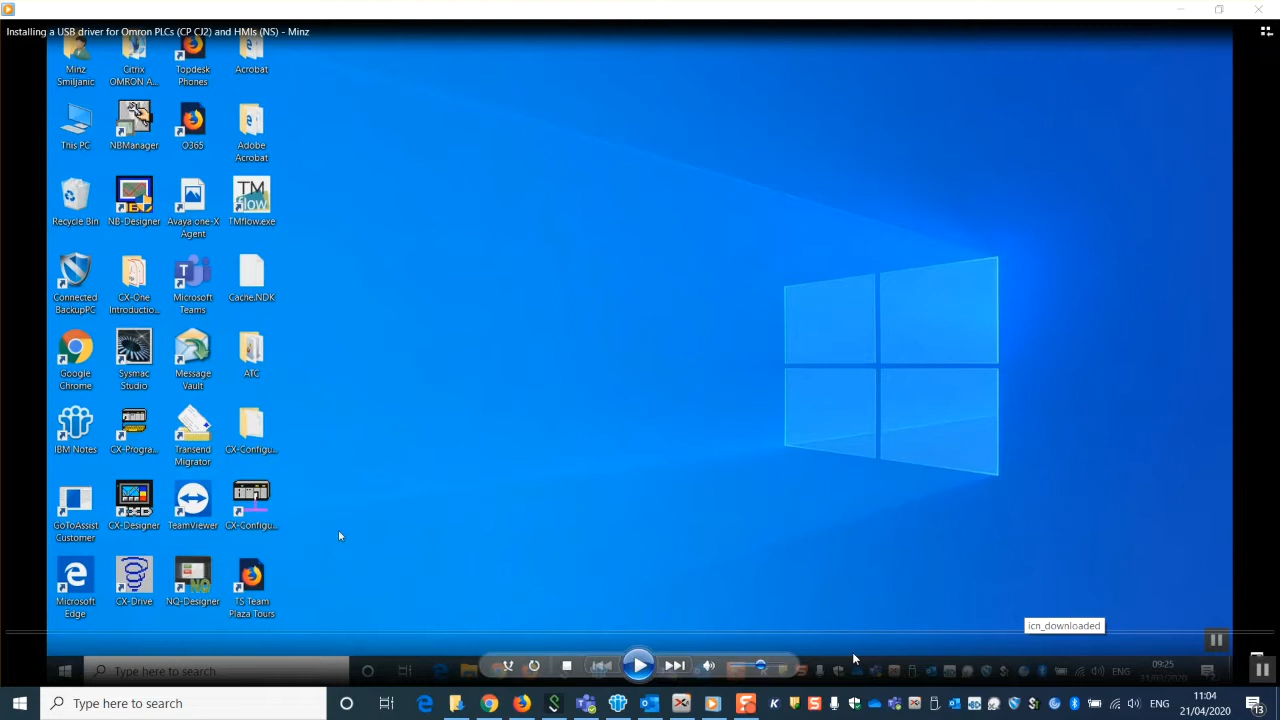 Installing a USB driver for Omron PLCs (CP CJ2) and HMIs (NS) - Minz
Minz
Smiljanic
Citrix
OMRON A...
Topdesk
Phones
Acrobat
This PC
NBManager
O365
Adobe
Acrobat
Recycle Bin
NB-Designer
Avaya one-X
Agent
TM
flow
TMflow.exe
Connected
BackupPC
CX-One
Introductio...
Microsoft
Teams
Cache.NDK
Google
Chrome
Sysmac
Studio
Message
Vault
ATC
IBM Notes
CX-Progra...
Transend
Migrator
CX-Configu...
GoToAssist
Customer
CX-Designer
TeamViewer
CX-Configu...
Microsoft
Edge
CX-Drive
NQ-Designer
TS Team
Plaza Tours
icn_downloaded
Type here to search
ENG
09:25
Type here to search
ENG
11:04
21/04/2020
13